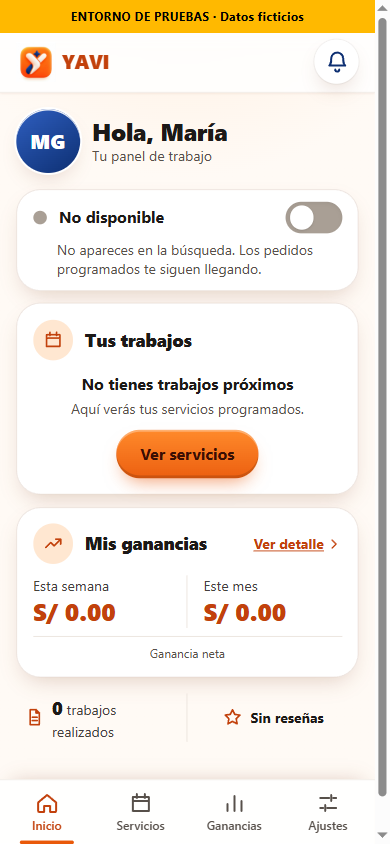 ENTORNO DE PRUEBAS · Datos ficticios
YAVI
MG
Hola, María
Tu panel de trabajo
No disponible
No apareces en la búsqueda. Los pedidos
programados te siguen llegando.
Tus trabajos
No tienes trabajos próximos
Aquí verás tus servicios programados.
Ver servicios
Mis ganancias
Ver detalle
Esta semana
S/ 0.00
Este mes
S/ 0.00
Ganancia neta
0 trabajos
realizados
Sin reseñas
Inicio
Servicios
Ganancias
Ajustes